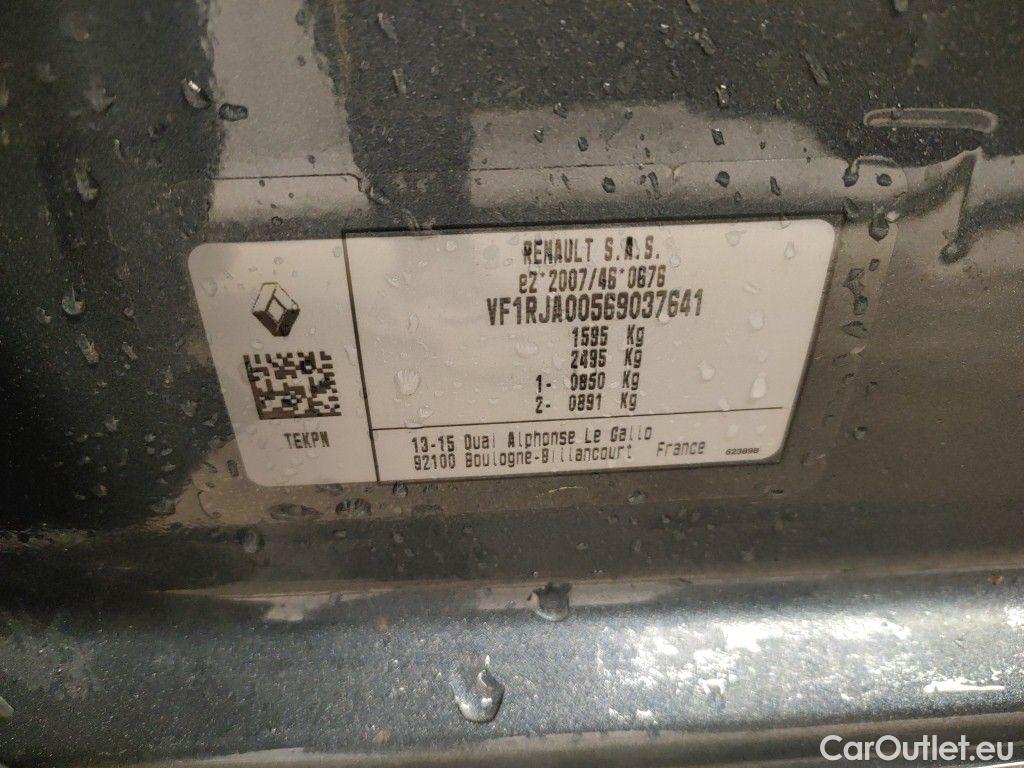 RENAULT S.A.S.
e2*2007/46*0676
VF1RJA00569037641
1595 Kg
2495 Kg
1- 0850 Kg
2- 0891 Kg
TEKPN
13-15 Quai Alphonse Le Gallo
92100 Boulogne-Billancourt France
623898
CarOutlet.eu